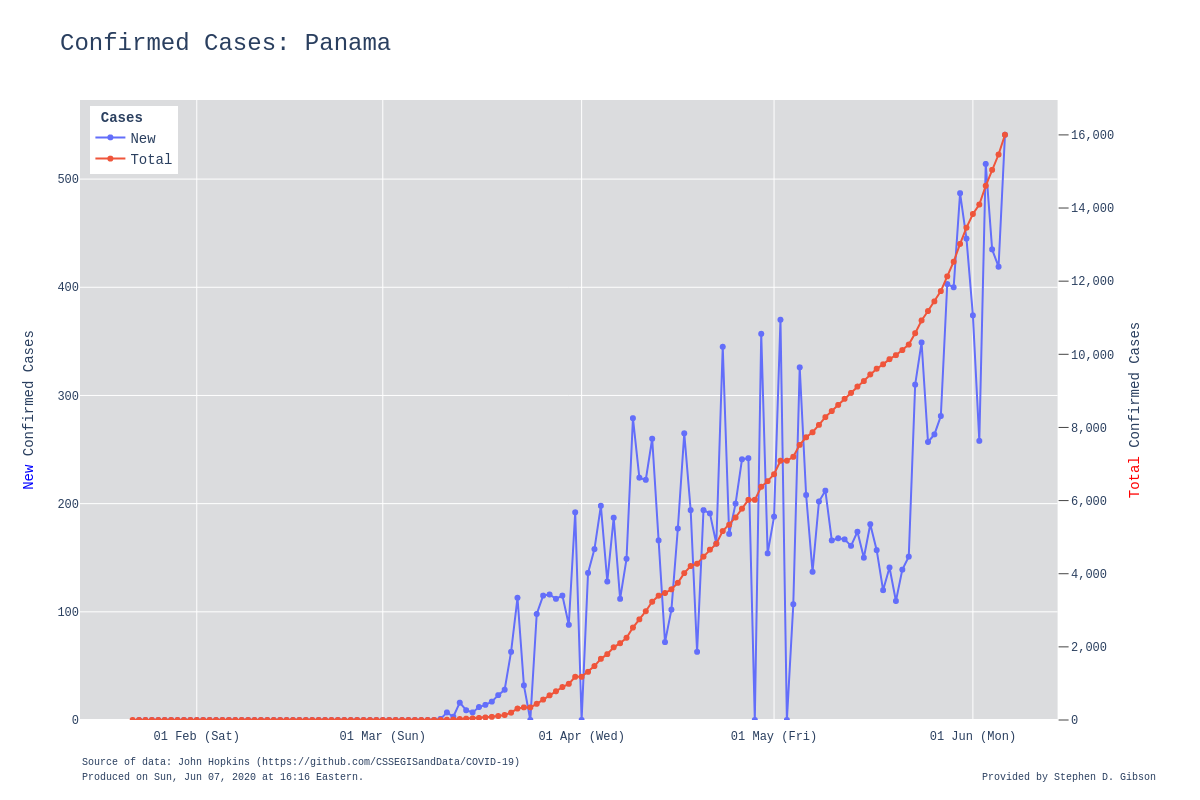 Confirmed Cases: Panama
Cases
New
Total
500
400
300
200
100
0
16,000
14,000
12,000
10,000
8,000
6,000
4,000
2,000
0
New Confirmed Cases
Total Confirmed Cases
01 Feb (Sat)
01 Mar (Sun)
01 Apr (Wed)
01 May (Fri)
01 Jun (Mon)
Source of data: John Hopkins (https://github.com/CSSEGISandData/COVID-19)
Produced on Sun, Jun 07, 2020 at 16:16 Eastern.
Provided by Stephen D. Gibson